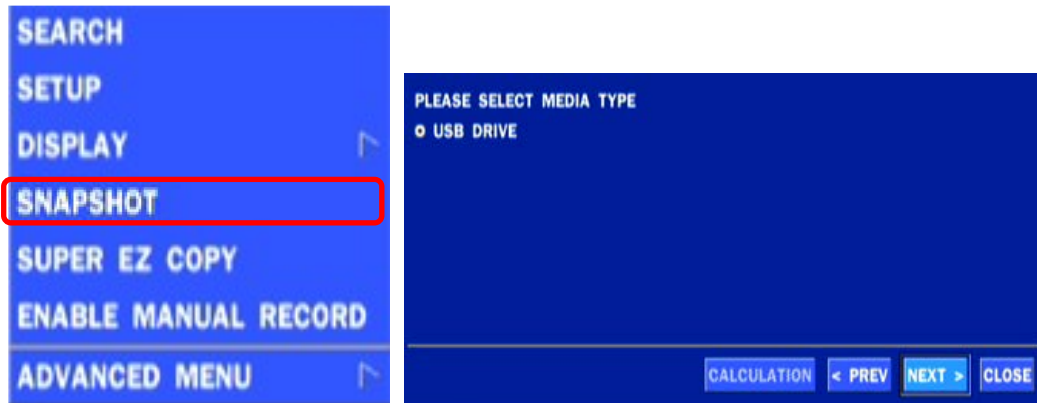 SEARCH
SETUP
DISPLAY
SNAPSHOT
SUPER EZ COPY
ENABLE MANUAL RECORD
ADVANCED MENU
PLEASE SELECT MEDIA TYPE
USB DRIVE
CALCULATION < PREV NEXT > CLOSE